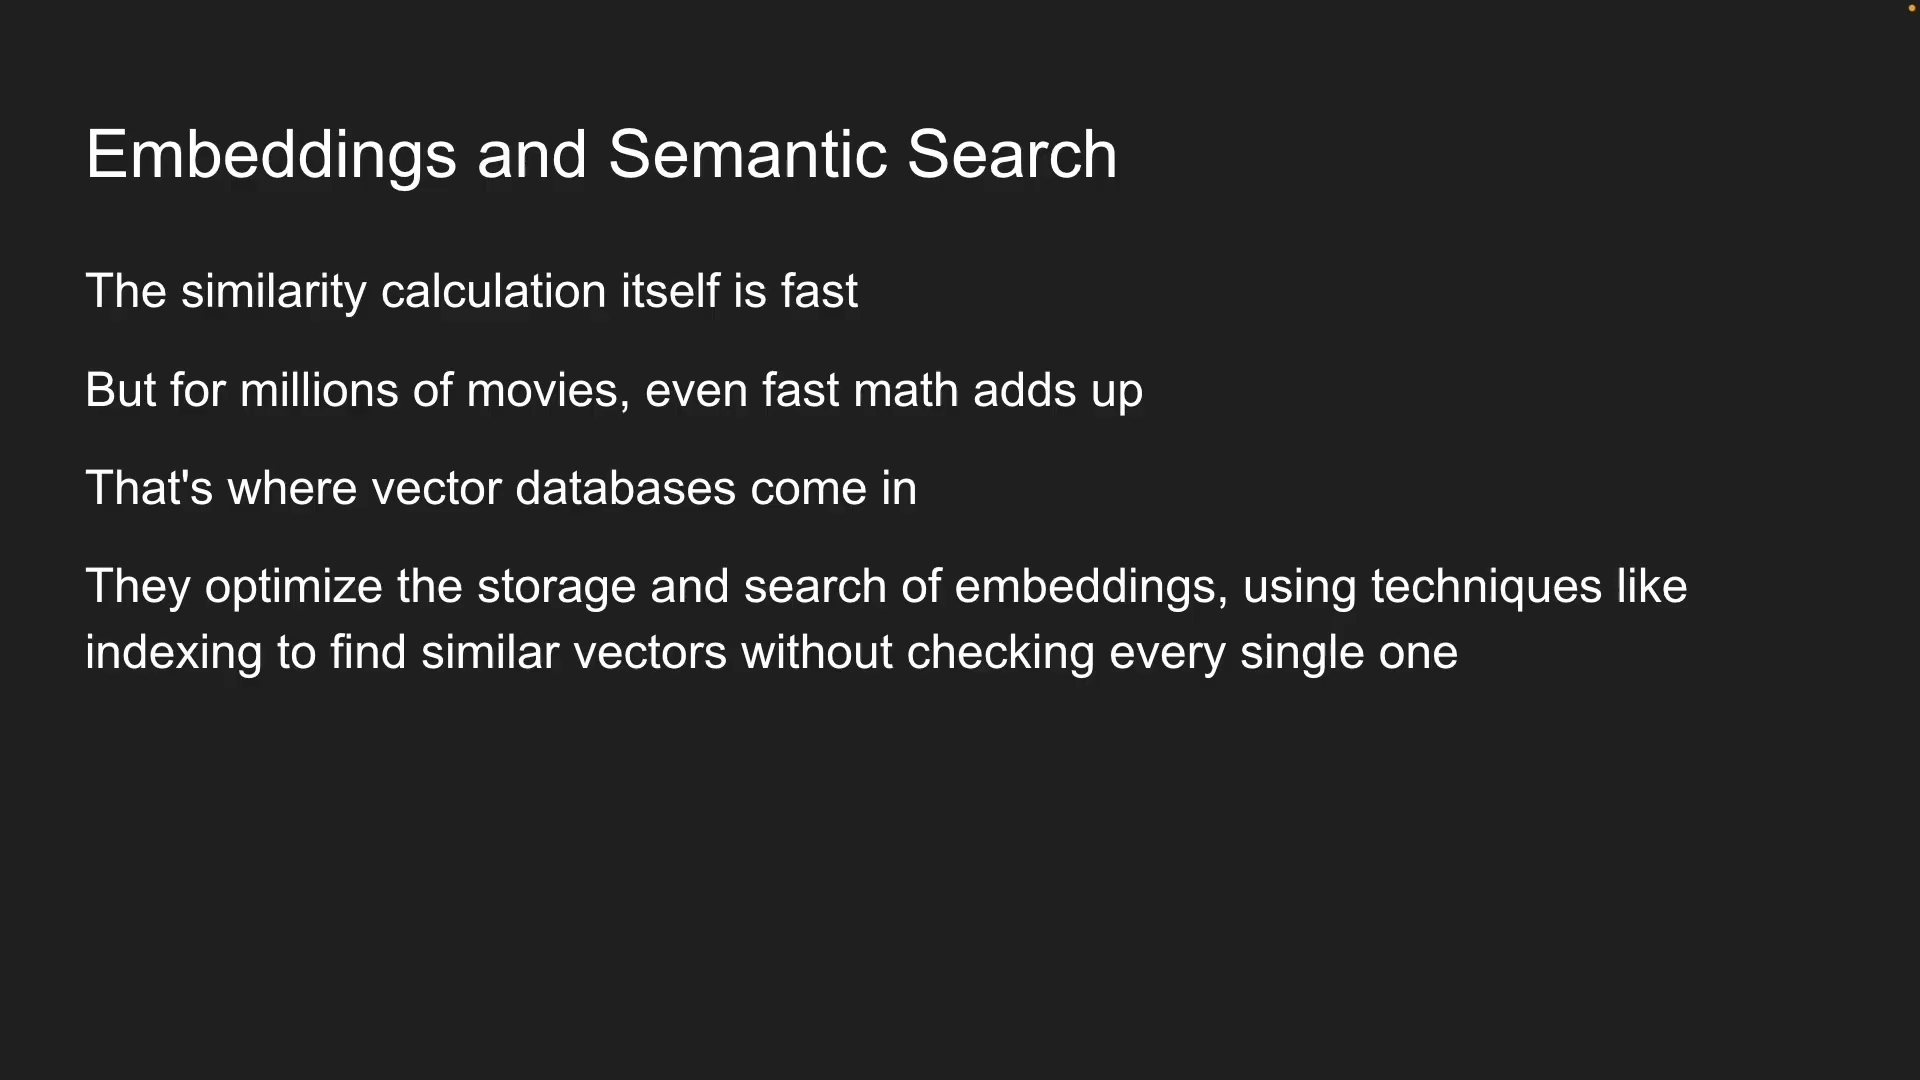 Embeddings and Semantic Search
The similarity calculation itself is fast
But for millions of movies, even fast math adds up
That's where vector databases come in
They optimize the storage and search of embeddings, using techniques like
indexing to find similar vectors without checking every single one